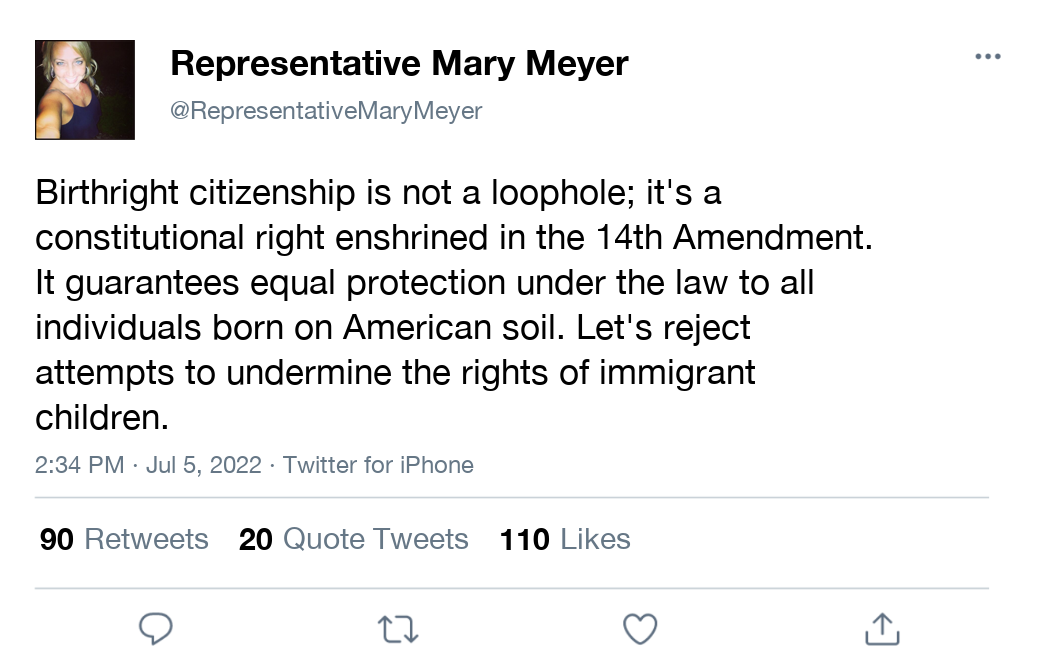 Representative Mary Meyer
@RepresentativeMaryMeyer
Birthright citizenship is not a loophole; it's a
constitutional right enshrined in the 14th Amendment.
It guarantees equal protection under the law to all
individuals born on American soil. Let's reject
attempts to undermine the rights of immigrant
children.
2:34 PM · Jul 5, 2022 · Twitter for iPhone
90 Retweets 20 Quote Tweets 110 Likes